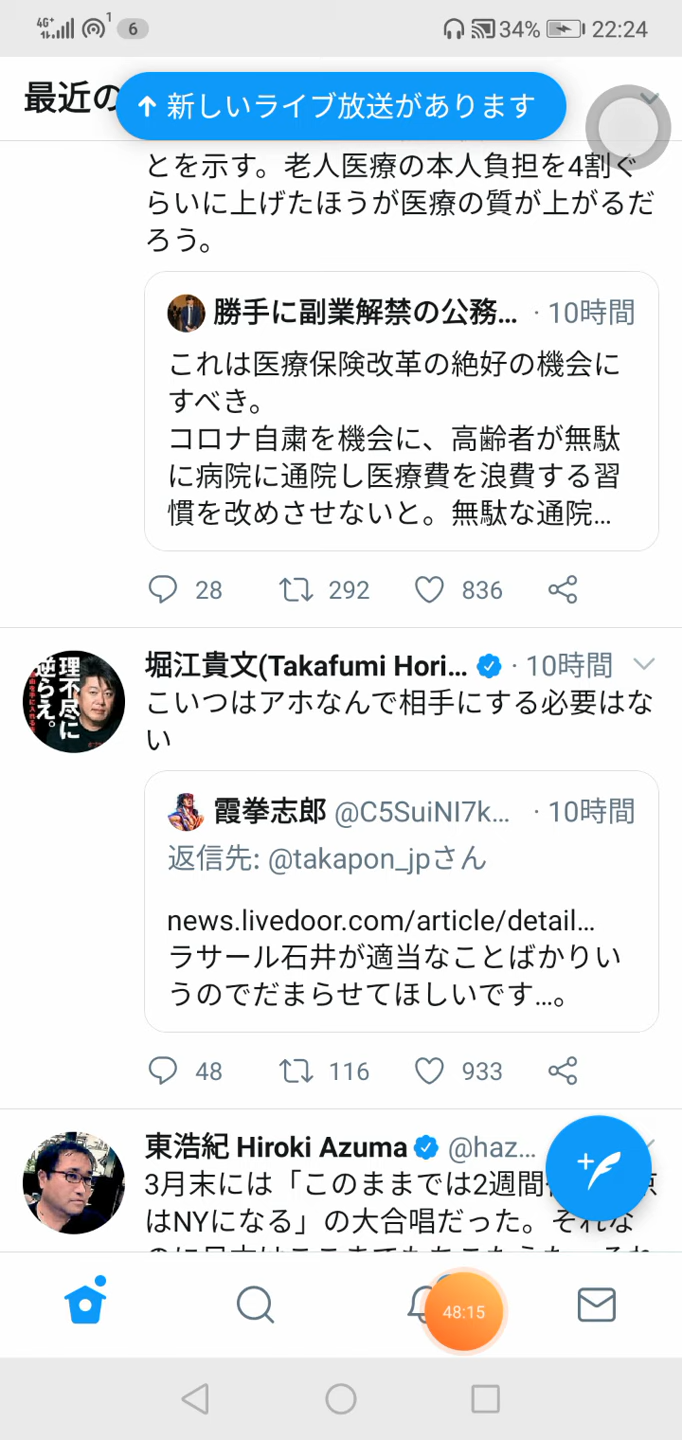 4G+ 1 6 34% 22:24
最近の
↑ 新しいライブ放送があります
とを示す。老人医療の本人負担を4割ぐ
らいに上げたほうが医療の質が上がるだ
ろう。
勝手に副業解禁の公務... · 10時間
これは医療保険改革の絶好の機会に
すべき。
コロナ自粛を機会に、高齢者が無駄
に病院に通院し医療費を浪費する習
慣を改めさせないと。無駄な通院...
28 292 836
堀江貴文(Takafumi Hori... · 10時間
理不尽に
逆らえ。
こいつはアホなんで相手にする必要はな
い
霞拳志郎 @C5SuiNI7k... · 10時間
返信先: @takapon_jpさん
news.livedoor.com/article/detail...
ラサール石井が適当なことばかりい
うのでだまらせてほしいです...。
48 116 933
東浩紀 Hiroki Azuma @haz...
3月末には「このままでは2週間
はNYになる」の大合唱だった。それな
48:15